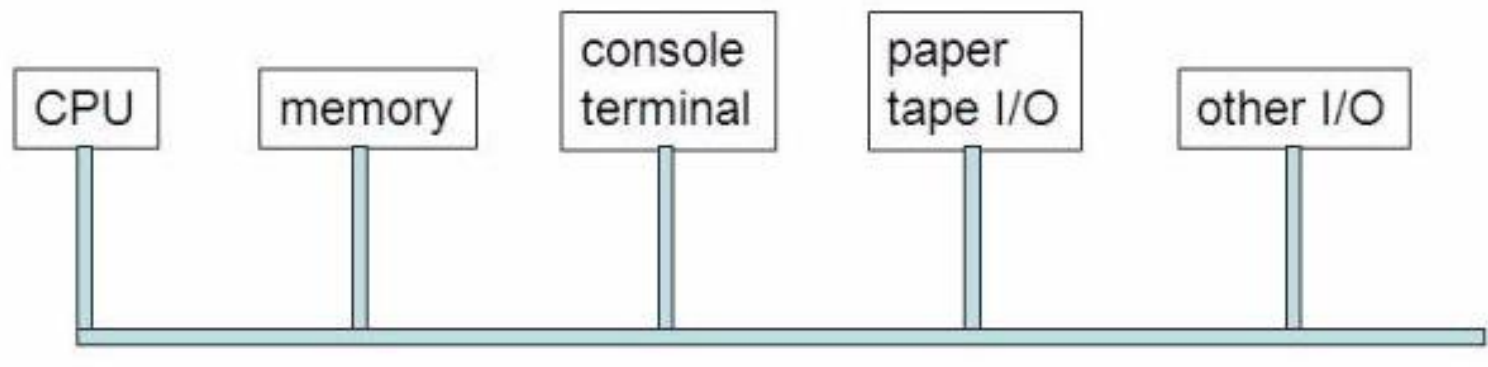 CPU
memory
console
terminal
paper
tape I/O
other I/O